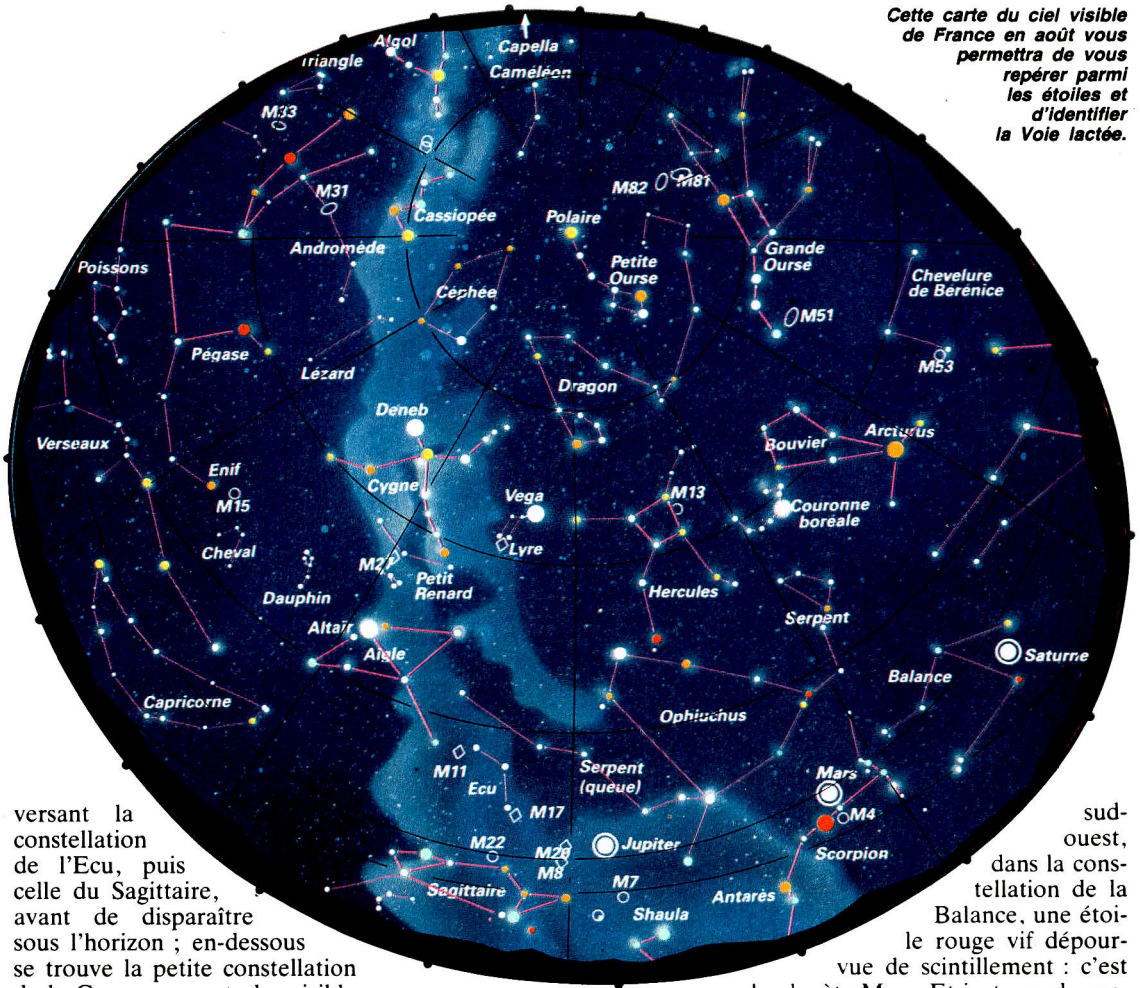 Cette carte du ciel visible
de France en août vous
permettra de vous
repérer parmi
les étoiles et
d'identifier
la Voie lactée.
Algol
Capella
Triangle
Caméléon
M33
M82
M81
M31
Cassiopée
Polaire
Andromède
Grande
Ourse
Poissons
Petite
Ourse
Chevelure
de Bérénice
Céphée
M51
Pégase
M53
Lézard
Dragon
Deneb
Arcturus
Verseaux
Bouvier
Enif
Cygne
M15
Vega
M13
Couronne
boréale
Cheval
Lyre
M27
Petit
Renard
Dauphin
Hercules
Serpent
Altaïr
Aigle
Saturne
Balance
Capricorne
Ophiuchus
M11
Serpent
(queue)
Mars
Ecu
M17
M4
M22
Jupiter
M20
M8
Scorpion
Sagittaire
M7
Antarès
Shaula
versant la
constellation
de l'Ecu, puis
celle du Sagittaire,
avant de disparaître
sous l'horizon ; en-dessous
se trouve la petite constellation
sud-
ouest,
dans la cons-
tellation de la
Balance, une étoi-
le rouge vif dépour-
vue de scintillement : c'est